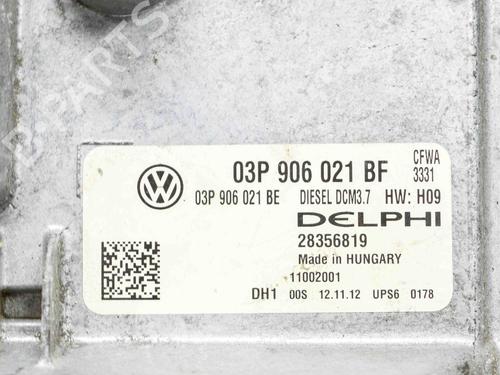 03P 906 021 BF
CFWA
3331
03P 906 021 BE DIESEL DCM3.7 HW: H09
DELPHI
28356819
Made in HUNGARY
11002001
DH1 00S 12.11.12 UPS6 0178
B-PARTS